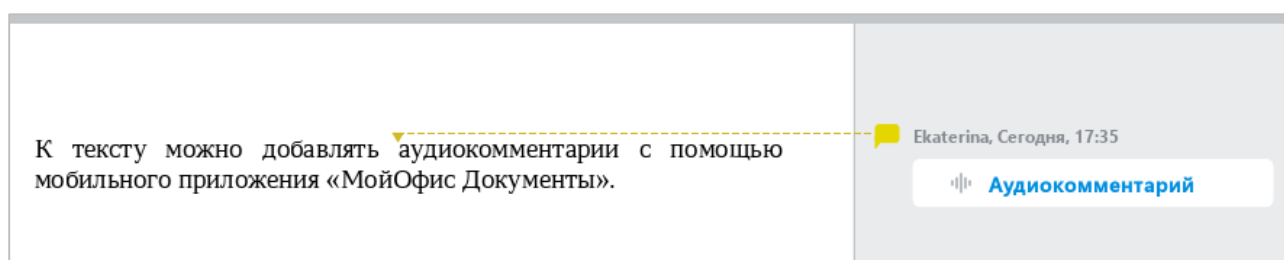 К тексту можно добавлять аудиокомментарии с помощью
мобильного приложения «МойОфис Документы».
Ekaterina, Сегодня, 17:35
Аудиокомментарий